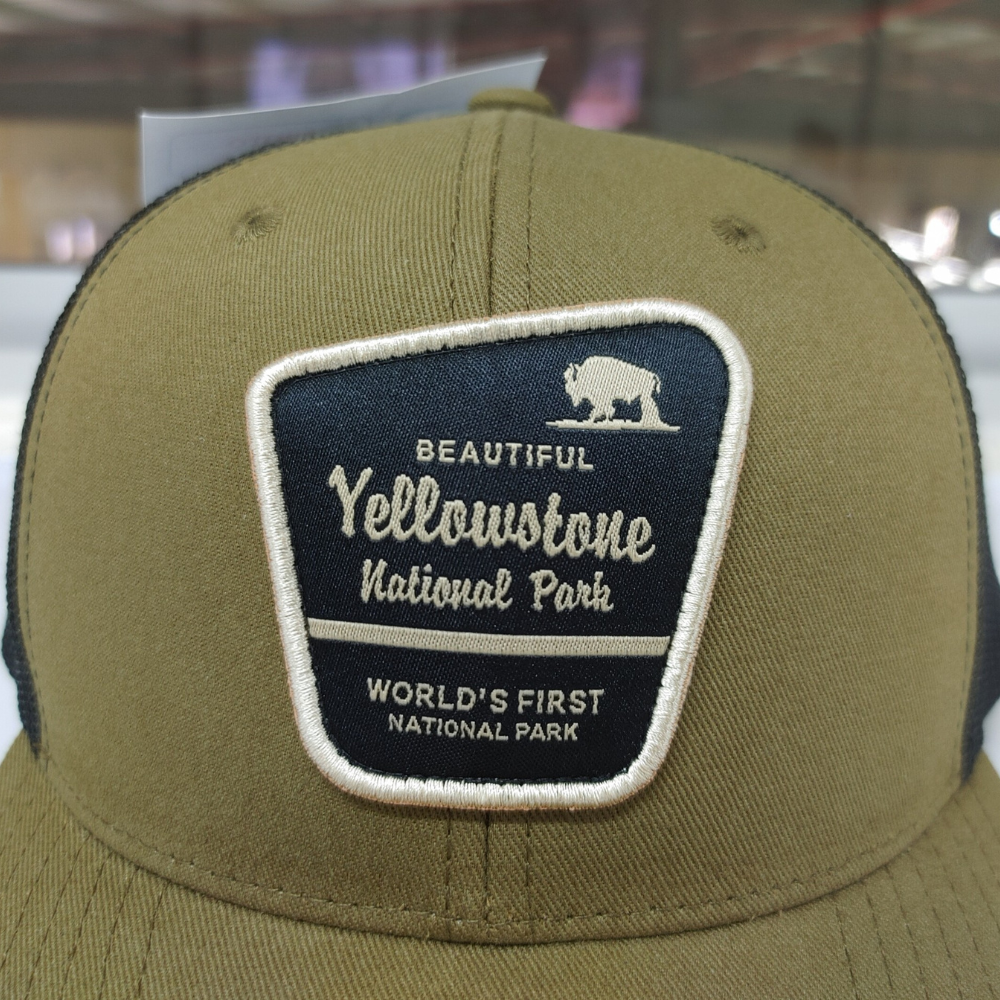 BEAUTIFUL
Yellowstone
National Park
WORLD'S FIRST
NATIONAL PARK